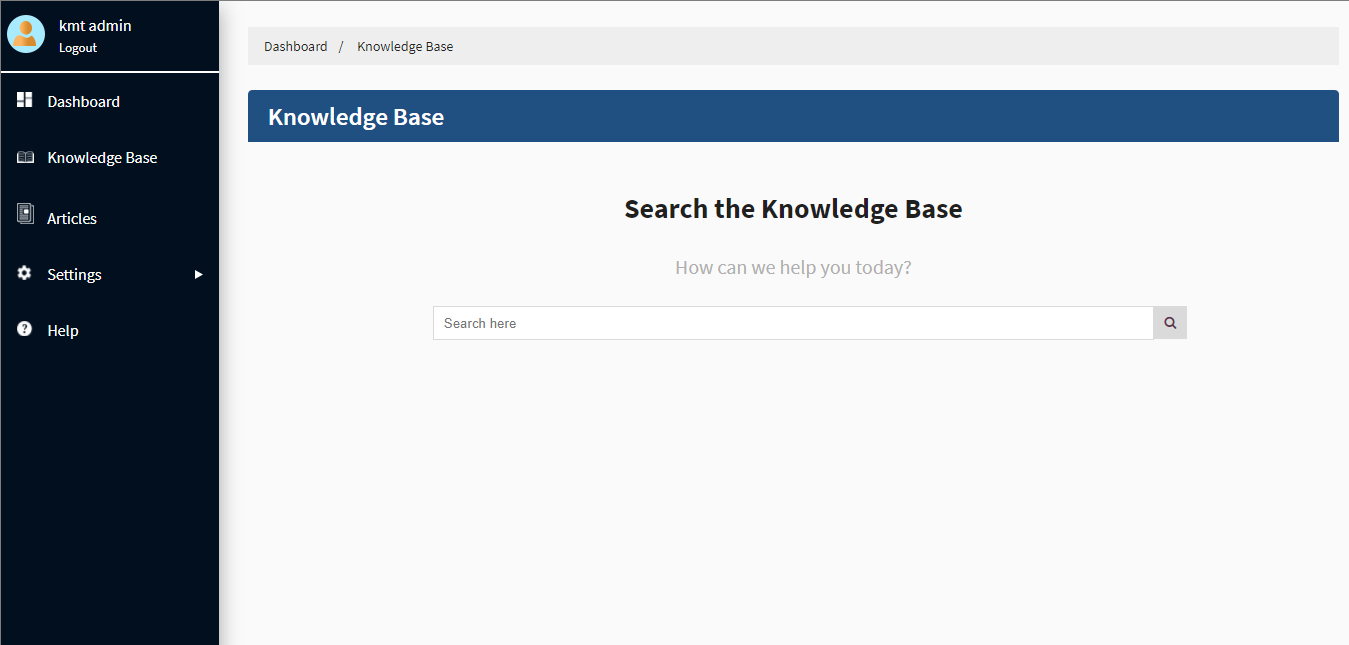 kmt admin
Logout
Dashboard
Knowledge Base
Articles
Settings
Help
Dashboard / Knowledge Base
Knowledge Base
Search the Knowledge Base
How can we help you today?
Search here